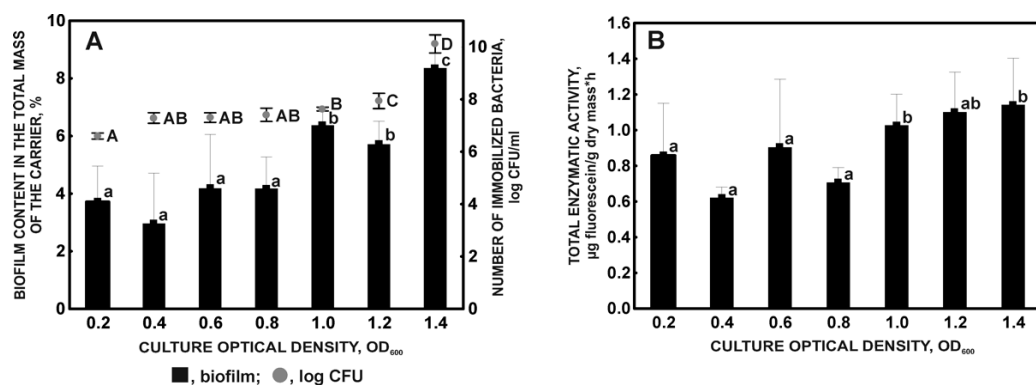 A
BIOFILM CONTENT IN THE TOTAL MASS
OF THE CARRIER, %
10
8
6
4
2
0
A
AB
AB
AB
B
C
D
a
a
a
a
b
b
c
10
8
6
4
2
0
NUMBER OF IMMOBILIZED BACTERIA,
log CFU/ml
0.2 0.4 0.6 0.8 1.0 1.2 1.4
CULTURE OPTICAL DENSITY, OD₆₀₀
, biofilm; , log CFU
B
TOTAL ENZYMATIC ACTIVITY,
µg fluorescein/g dry mass*h
1.6
1.4
1.2
1.0
0.8
0.6
0.4
0.2
0.0
a
a
a
a
b
ab
b
0.2 0.4 0.6 0.8 1.0 1.2 1.4
CULTURE OPTICAL DENSITY, OD₆₀₀